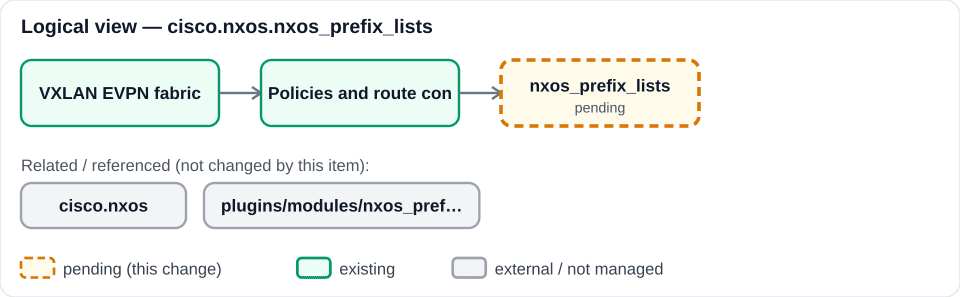 Logical view — cisco.nxos.nxos_prefix_lists
VXLAN EVPN fabric
Policies and route con
nxos_prefix_lists
pending
Related / referenced (not changed by this item):
cisco.nxos
plugins/modules/nxos_pref…
pending (this change)
existing
external / not managed